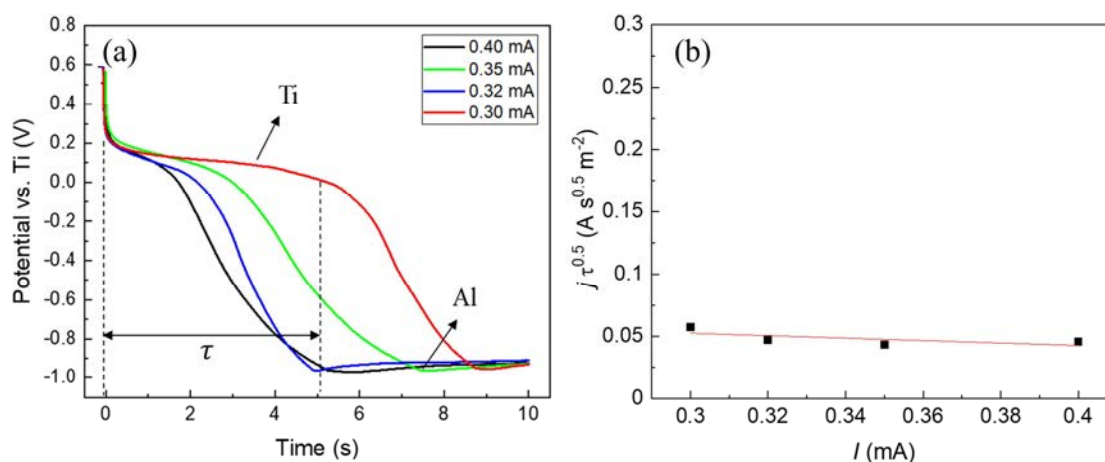 (a)
0.40 mA
0.35 mA
0.32 mA
0.30 mA
Ti
Al
τ
0.8
0.6
0.4
0.2
0.0
-0.2
-0.4
-0.6
-0.8
-1.0
Potential vs. Ti (V)
0 2 4 6 8 10
Time (s)
(b)
0.3
0.25
0.2
0.15
0.1
0.05
0
j τ^0.5 (A s^0.5 m^-2)
0.3 0.32 0.34 0.36 0.38 0.4
I (mA)